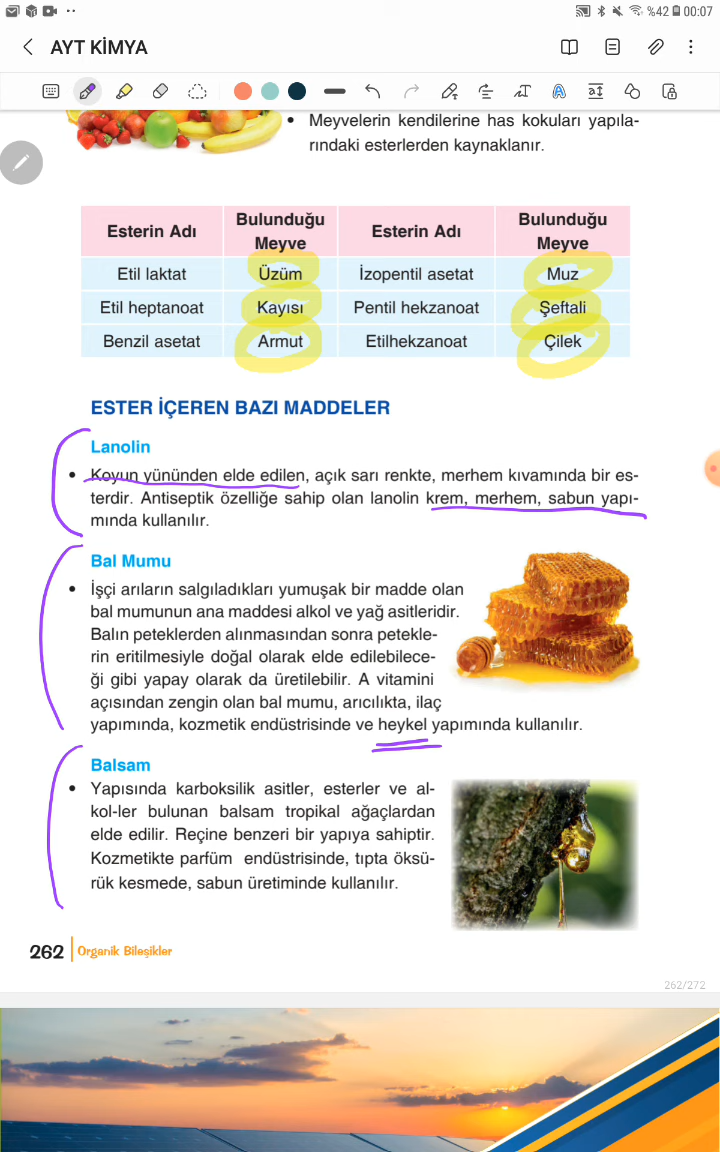 %42 00:07
AYT KİMYA
• Meyvelerin kendilerine has kokuları yapıla-
rındaki esterlerden kaynaklanır.
Esterin Adı Bulunduğu Meyve Esterin Adı Bulunduğu Meyve
Etil laktat Üzüm İzopentil asetat Muz
Etil heptanoat Kayısı Pentil hekzanoat Şeftali
Benzil asetat Armut Etilhekzanoat Çilek
ESTER İÇEREN BAZI MADDELER
Lanolin
• Koyun yününden elde edilen, açık sarı renkte, merhem kıvamında bir es-
terdir. Antiseptik özelliğe sahip olan lanolin krem, merhem, sabun yapı-
mında kullanılır.
Bal Mumu
• İşçi arıların salgıladıkları yumuşak bir madde olan
bal mumunun ana maddesi alkol ve yağ asitleridir.
Balın peteklerden alınmasından sonra petekle-
rin eritilmesiyle doğal olarak elde edilebilece-
ği gibi yapay olarak da üretilebilir. A vitamini
açısından zengin olan bal mumu, arıcılıkta, ilaç
yapımında, kozmetik endüstrisinde ve heykel yapımında kullanılır.
Balsam
• Yapısında karboksilik asitler, esterler ve al-
kol-ler bulunan balsam tropikal ağaçlardan
elde edilir. Reçine benzeri bir yapıya sahiptir.
Kozmetikte parfüm endüstrisinde, tıpta öksü-
rük kesmede, sabun üretiminde kullanılır.
262 Organik Bileşikler
262/272